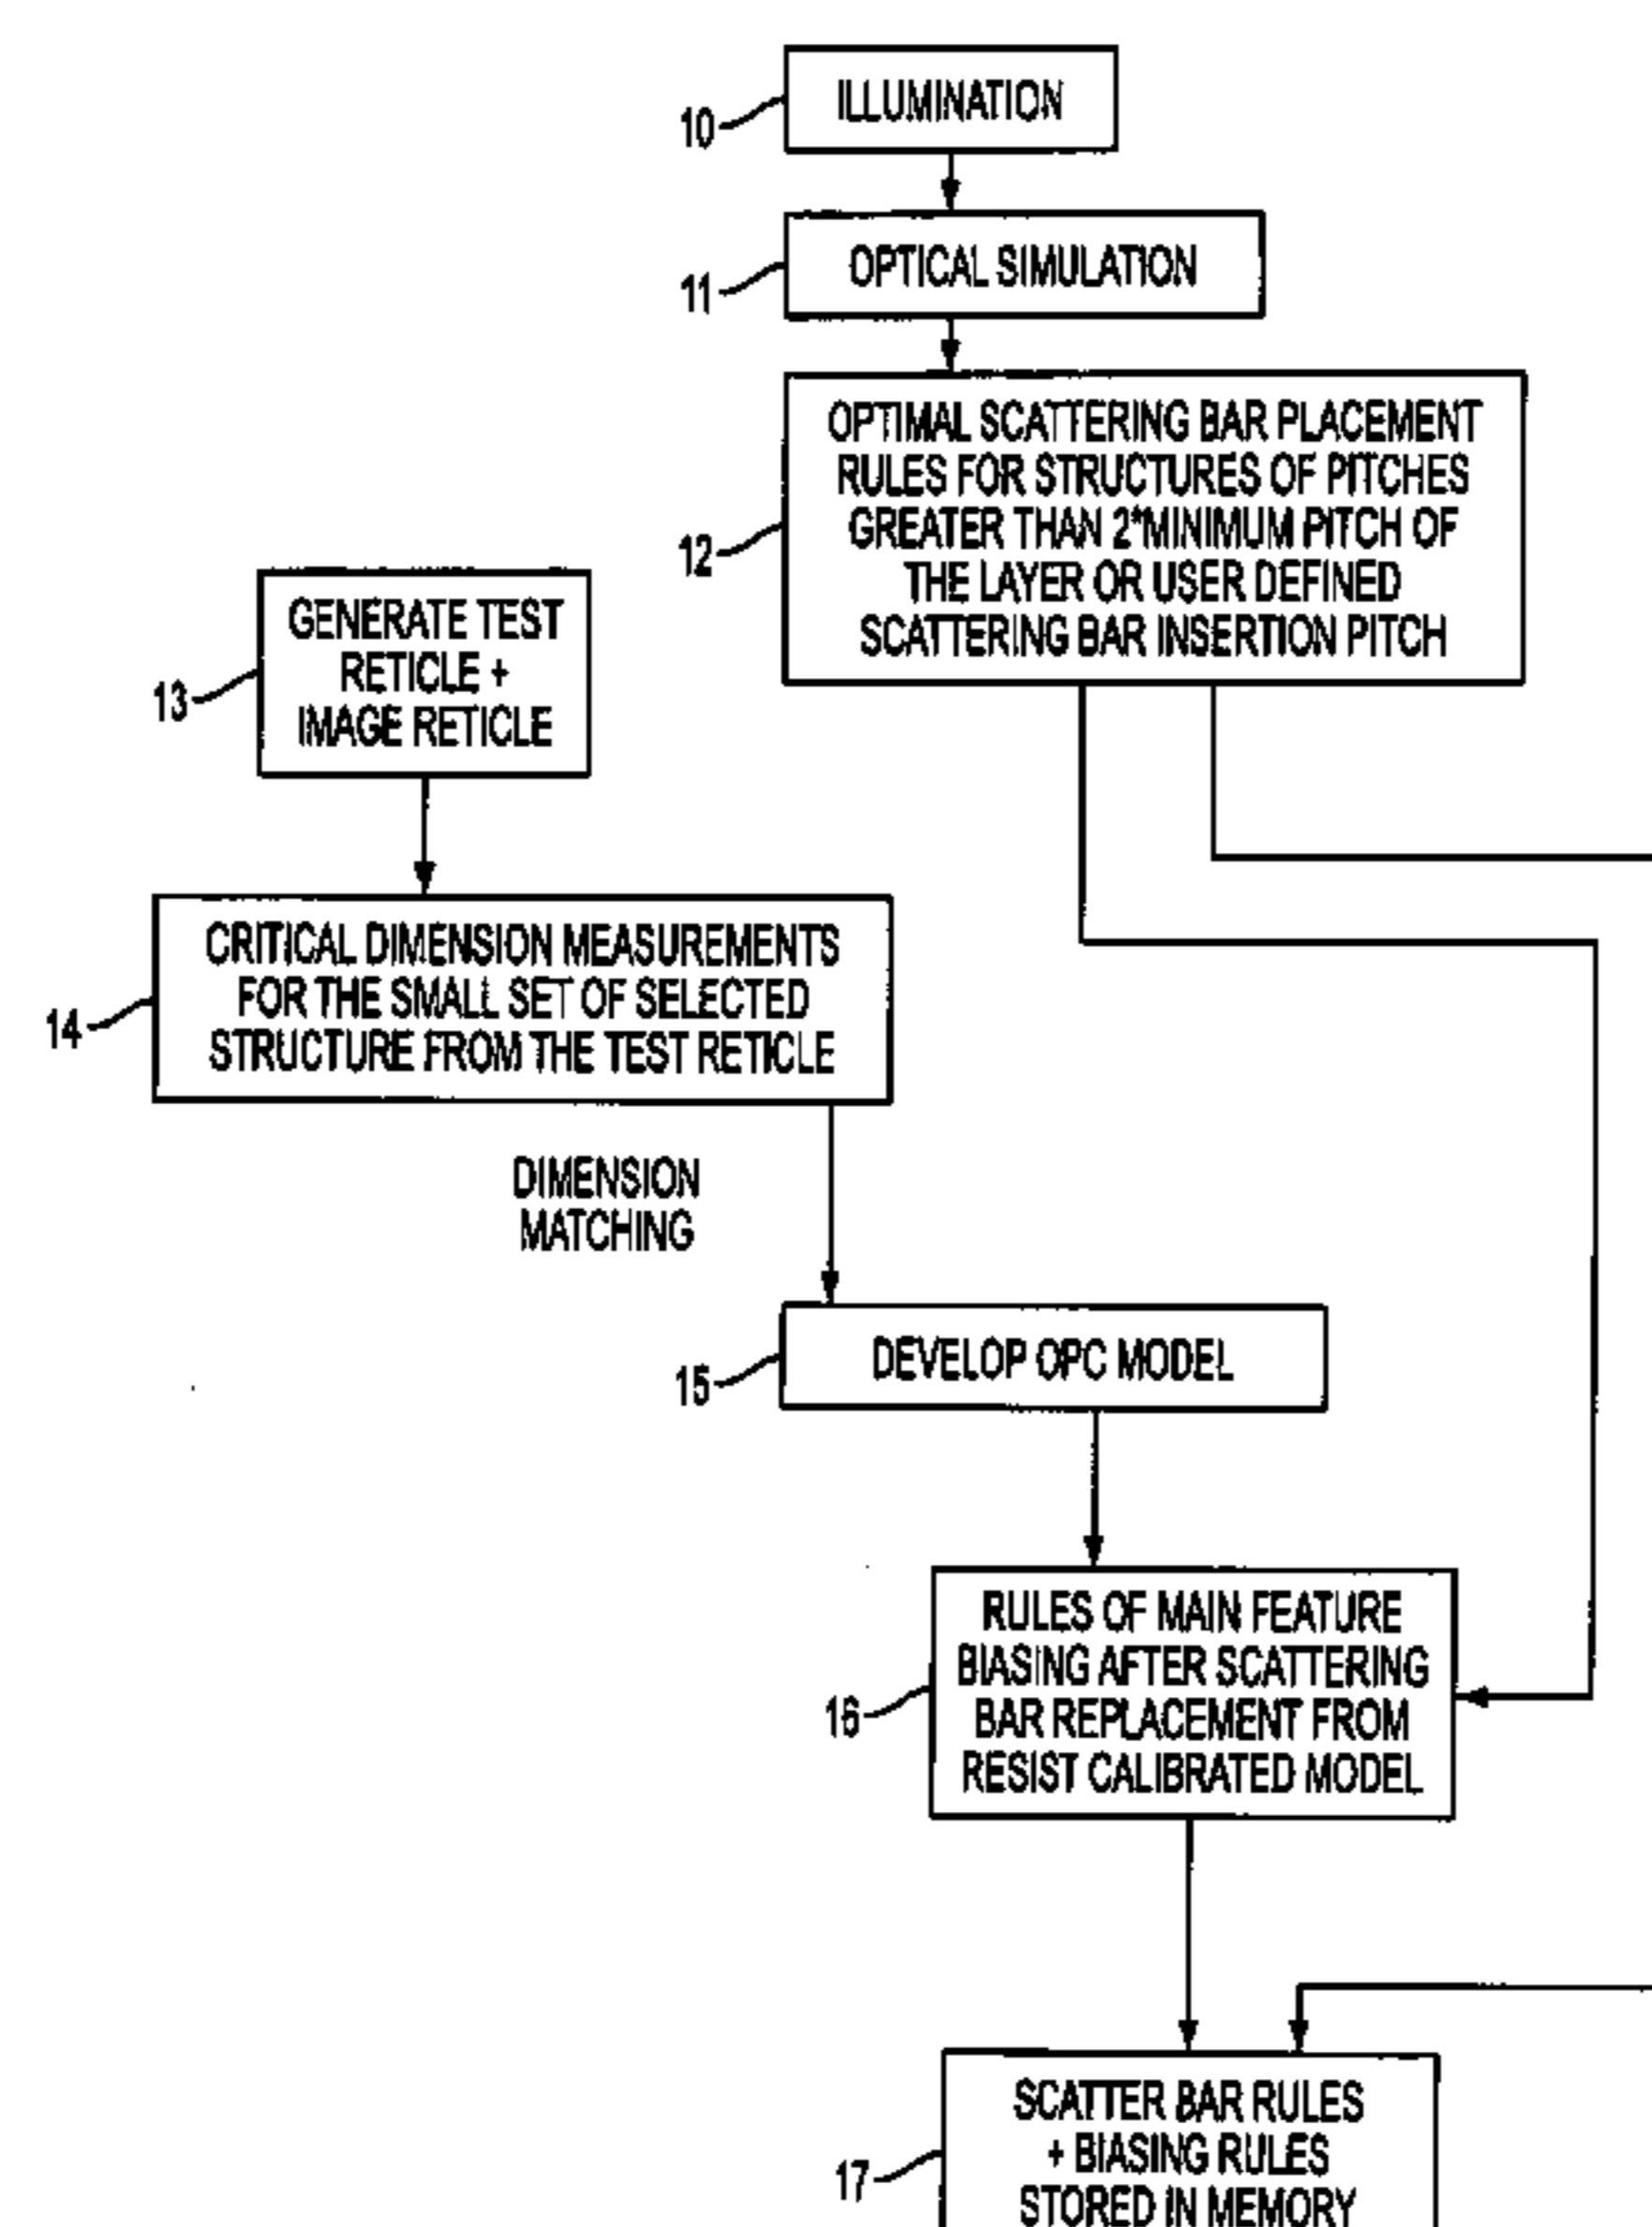 ILLUMINATION
10
OPTICAL SIMULATION
11
OPTIMAL SCATTERING BAR PLACEMENT
RULES FOR STRUCTURES OF PITCHES
GREATER THAN 2*MINIMUM PITCH OF
THE LAYER OR USER DEFINED
SCATTERING BAR INSERTION PITCH
12
GENERATE TEST
RETICLE +
IMAGE RETICLE
13
CRITICAL DIMENSION MEASUREMENTS
FOR THE SMALL SET OF SELECTED
STRUCTURE FROM THE TEST RETICLE
14
DIMENSION
MATCHING
DEVELOP OPC MODEL
15
RULES OF MAIN FEATURE
BIASING AFTER SCATTERING
BAR REPLACEMENT FROM
RESIST CALIBRATED MODEL
16
SCATTER BAR RULES
+ BIASING RULES
STORED IN MEMORY
17